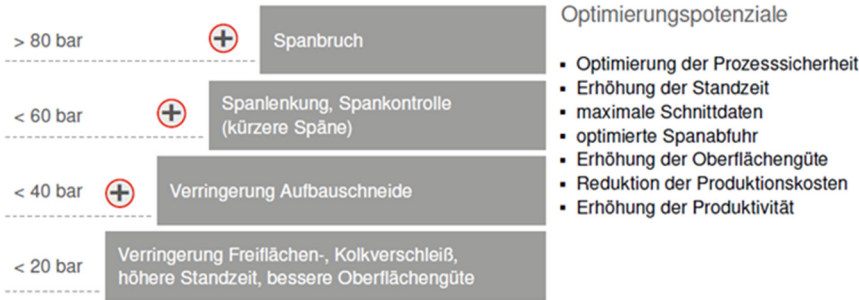 > 80 bar
Spanbruch
< 60 bar
Spanlenkung, Spankontrolle
(kürzere Späne)
< 40 bar
Verringerung Aufbauschneide
< 20 bar
Verringerung Freiflächen-, Kolkverschleiß,
höhere Standzeit, bessere Oberflächengüte
Optimierungspotenziale
▪ Optimierung der Prozesssicherheit
▪ Erhöhung der Standzeit
▪ maximale Schnittdaten
▪ optimierte Spanabfuhr
▪ Erhöhung der Oberflächengüte
▪ Reduktion der Produktionskosten
▪ Erhöhung der Produktivität